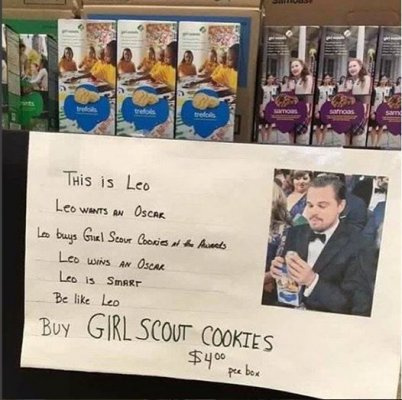 Samoas
trefoils
trefoils
trefoils
samoas
samoas
samoas
This is Leo
Leo wants an Oscar
Leo buys Girl Scout Cookies at the Awards
Leo wins an Oscar
Leo is Smart
Be like Leo
Buy GIRL SCOUT COOKIES
$4.00
per box